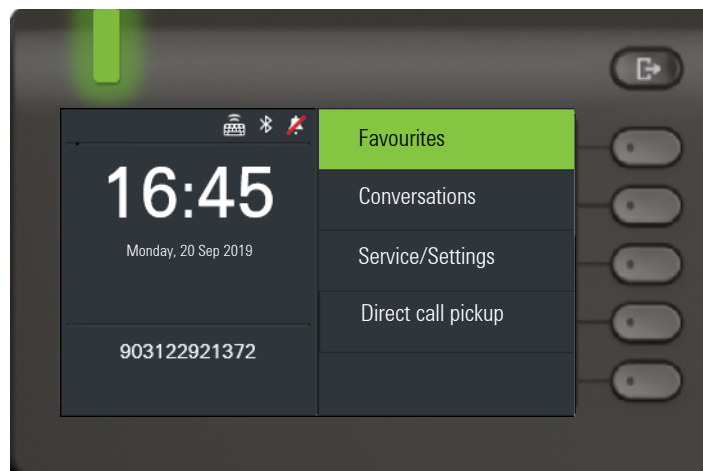 16:45
Monday, 20 Sep 2019
903122921372
Favourites
Conversations
Service/Settings
Direct call pickup